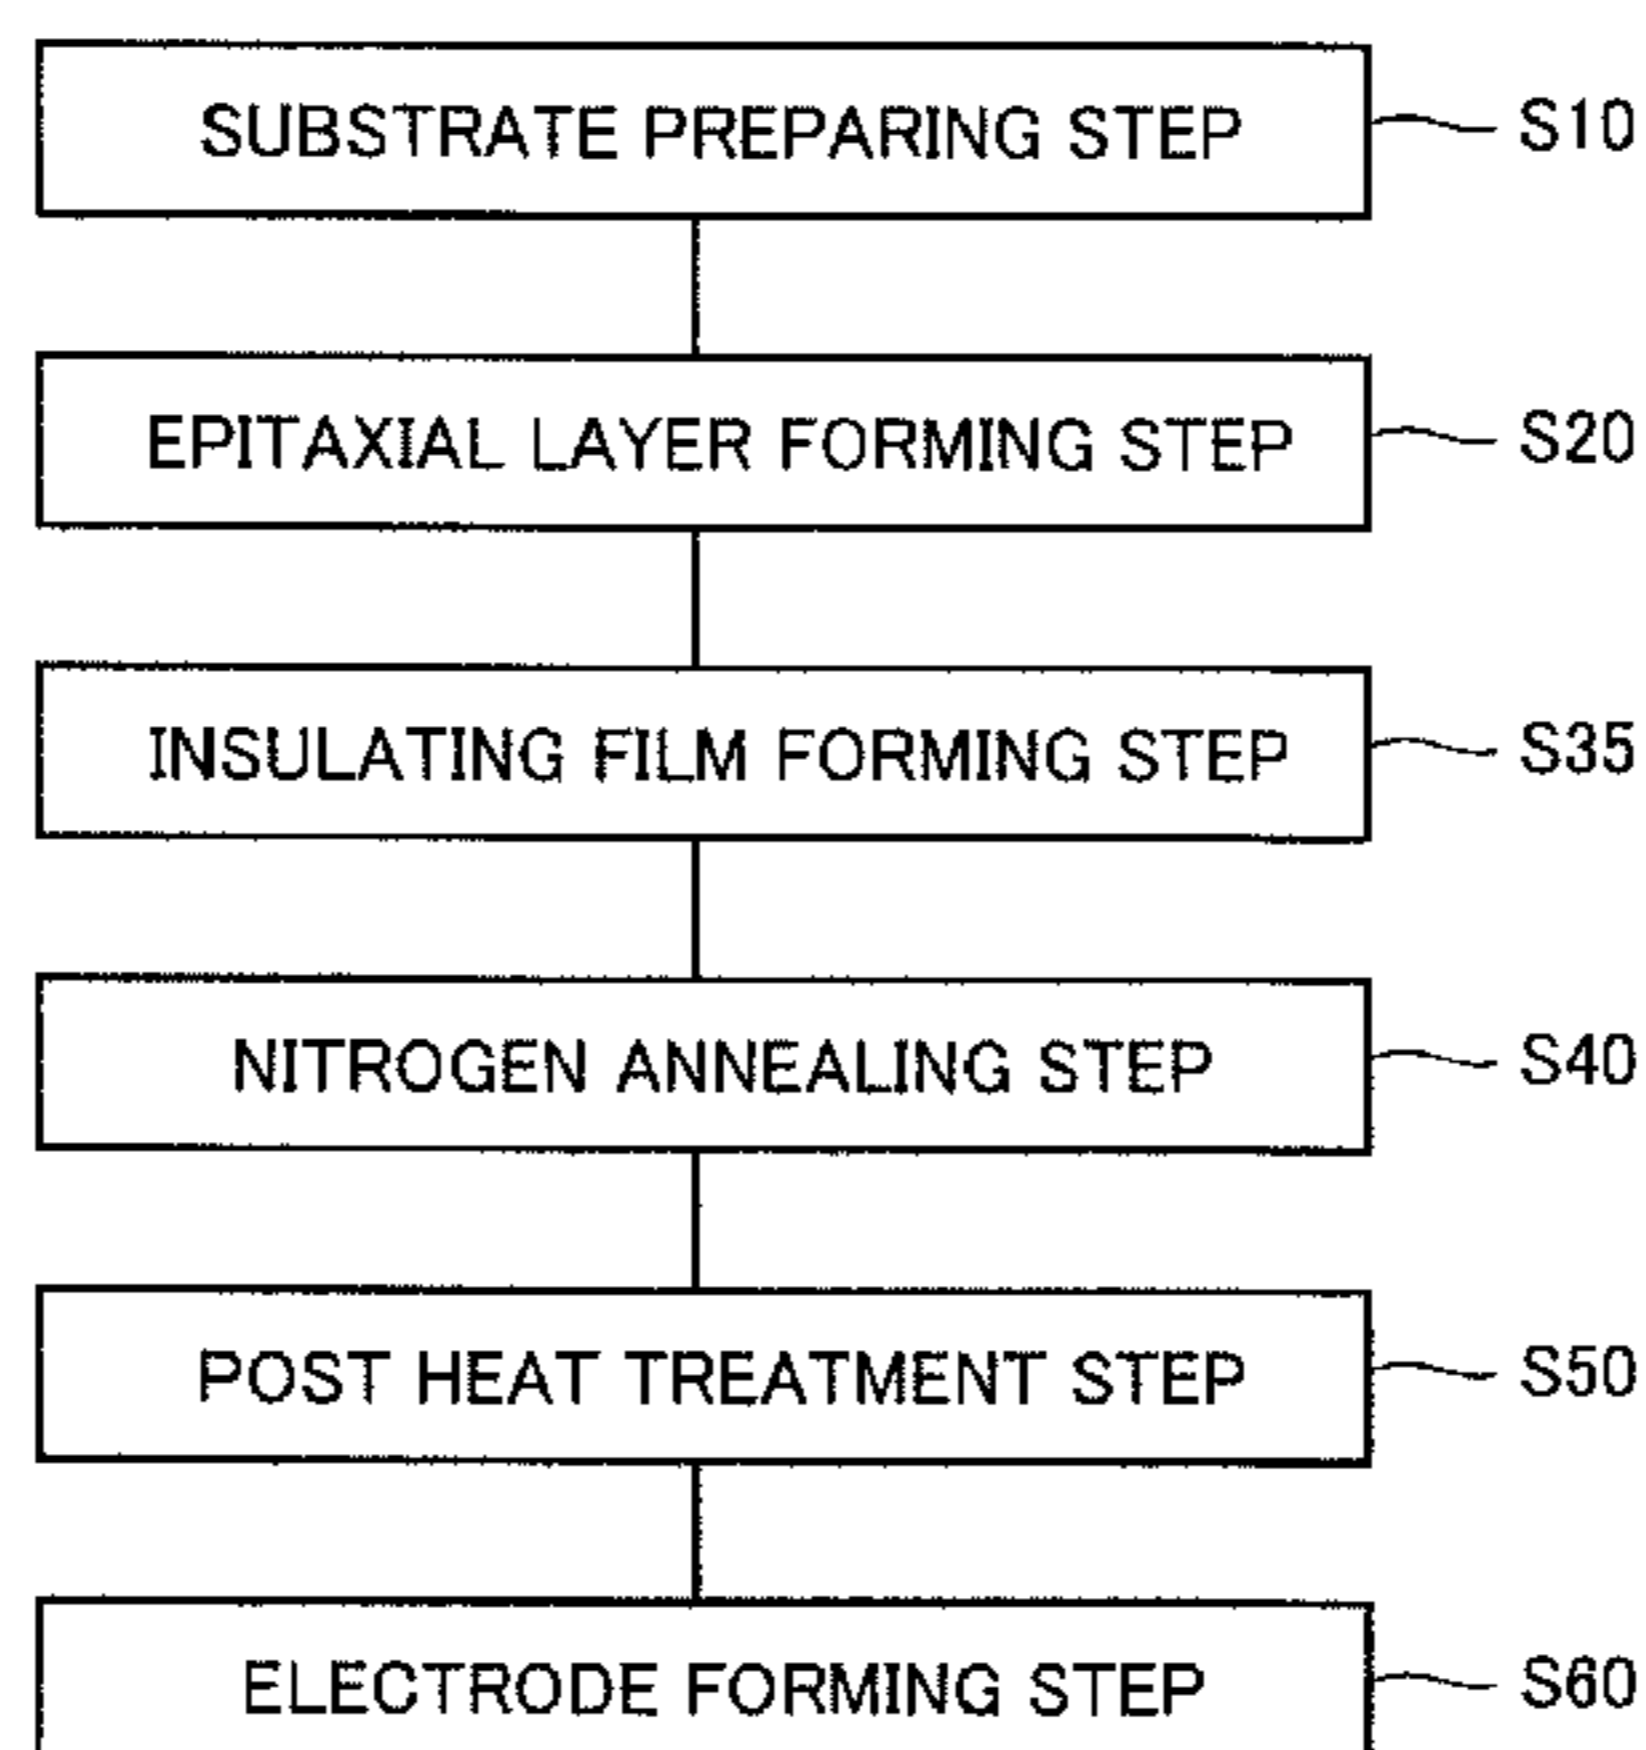 SUBSTRATE PREPARING STEP S10
EPITAXIAL LAYER FORMING STEP S20
INSULATING FILM FORMING STEP S35
NITROGEN ANNEALING STEP S40
POST HEAT TREATMENT STEP S50
ELECTRODE FORMING STEP S60